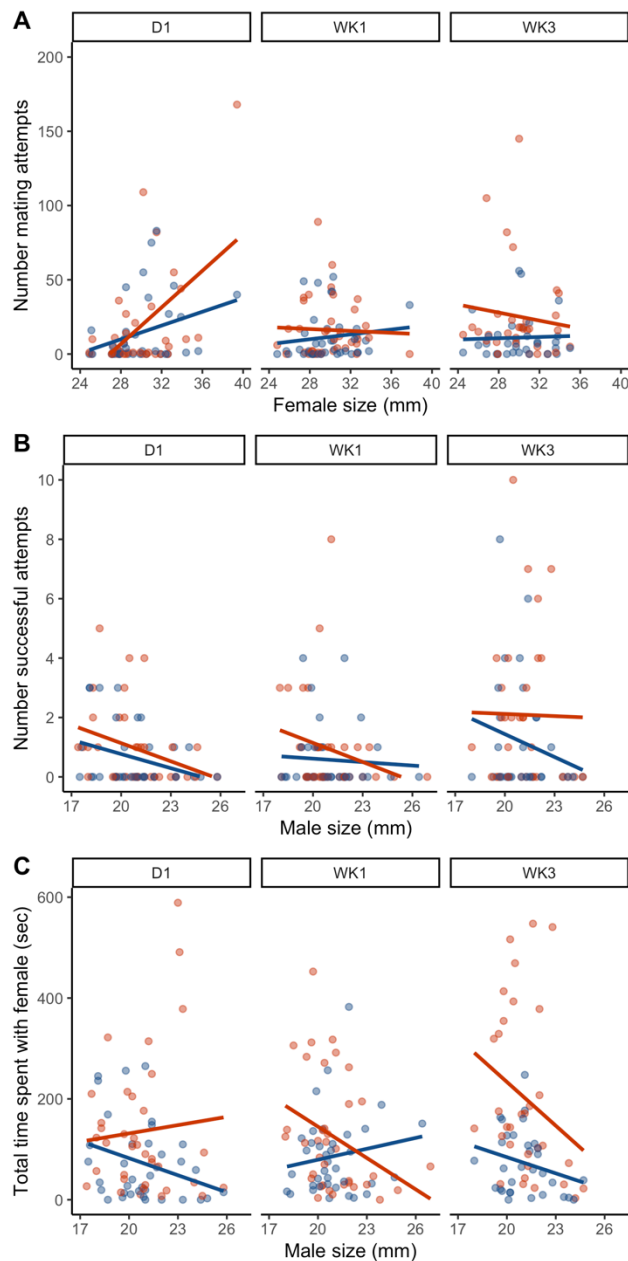 A
D1 WK1 WK3
Number mating attempts
200
150
100
50
0
24 28 32 36 40 24 28 32 36 40 24 28 32 36 40
Female size (mm)
B
D1 WK1 WK3
Number successful attempts
10
8
6
4
2
0
17 20 23 26 17 20 23 26 17 20 23 26
Male size (mm)
C
D1 WK1 WK3
Total time spent with female (sec)
600
400
200
0
17 20 23 26 17 20 23 26 17 20 23 26
Male size (mm)